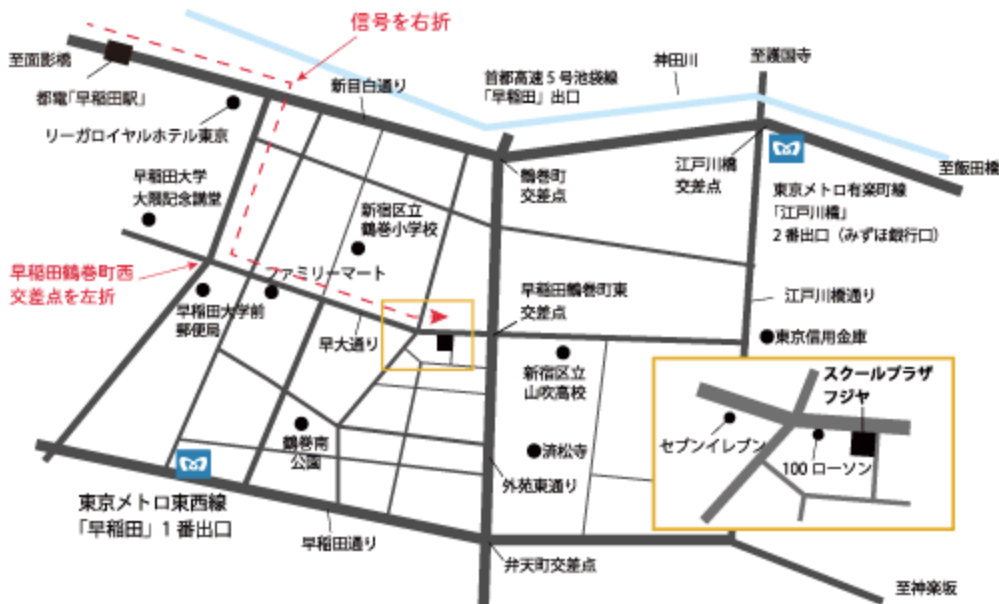 信号を右折
至面影橋
都電「早稲田駅」
新目白通り
首都高速5号池袋線
「早稲田」出口
神田川
至護国寺
リーガロイヤルホテル東京
早稲田大学
大隈記念講堂
新宿区立
鶴巻小学校
鶴巻町
交差点
江戸川橋
交差点
至飯田橋
東京メトロ有楽町線
「江戸川橋」
2番出口(みずほ銀行口)
早稲田鶴巻町西
交差点を左折
ファミリーマート
早稲田大学前
郵便局
早大通り
早稲田鶴巻町東
交差点
江戸川橋通り
東京信用金庫
新宿区立
山吹高校
スクールプラザ
フジヤ
セブンイレブン
100ローソン
鶴巻南
公園
済松寺
外苑東通り
東京メトロ東西線
「早稲田」1番出口
早稲田通り
弁天町交差点
至神楽坂